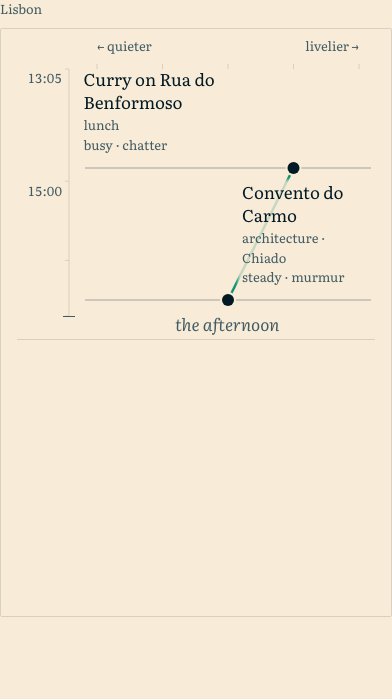 Lisbon
← quieter
livelier →
13:05
Curry on Rua do
Benformoso
lunch
busy · chatter
15:00
Convento do
Carmo
architecture ·
Chiado
steady · murmur
the afternoon